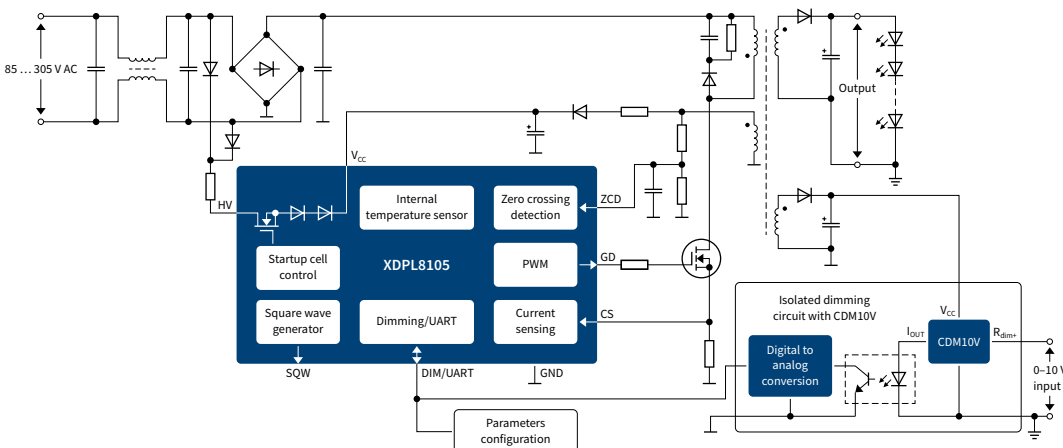 85 … 305 V AC
Output
VCC
HV
Internal
temperature sensor
Zero crossing
detection
ZCD
Startup cell
control
XDPL8105
PWM
GD
Square wave
generator
Dimming/UART
Current
sensing
CS
SQW
DIM/UART
GND
Parameters
configuration
Isolated dimming
circuit with CDM10V
VCC
IOUT
CDM10V
Rdim+
Digital to
analog
conversion
0–10 V
input